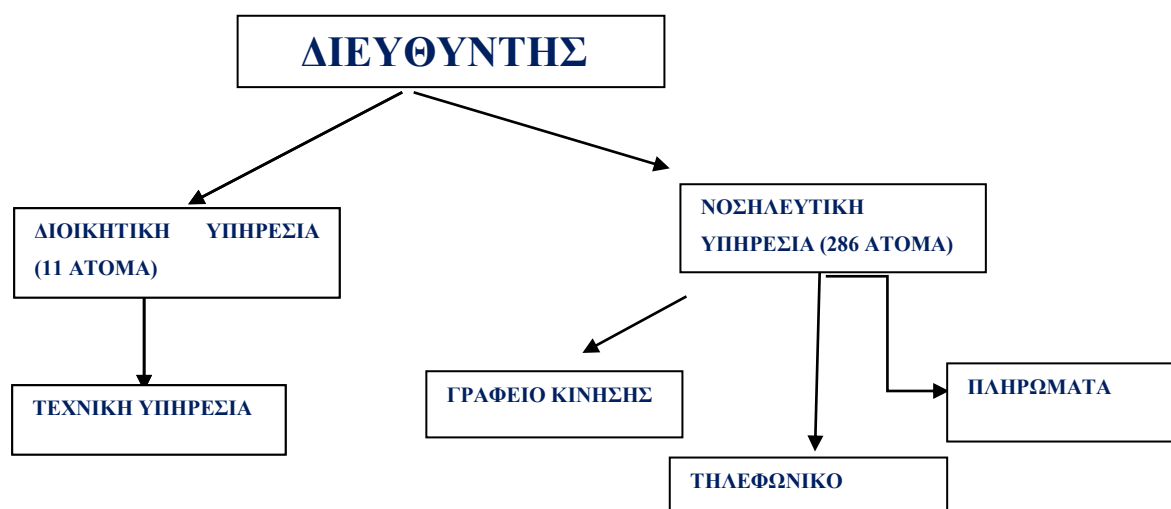 ΔΙΕΥΘΥΝΤΗΣ
ΔΙΟΙΚΗΤΙΚΗ ΥΠΗΡΕΣΙΑ
(11 ΑΤΟΜΑ)
ΝΟΣΗΛΕΥΤΙΚΗ
ΥΠΗΡΕΣΙΑ (286 ΑΤΟΜΑ)
ΤΕΧΝΙΚΗ ΥΠΗΡΕΣΙΑ
ΓΡΑΦΕΙΟ ΚΙΝΗΣΗΣ
ΠΛΗΡΩΜΑΤΑ
ΤΗΛΕΦΩΝΙΚΟ